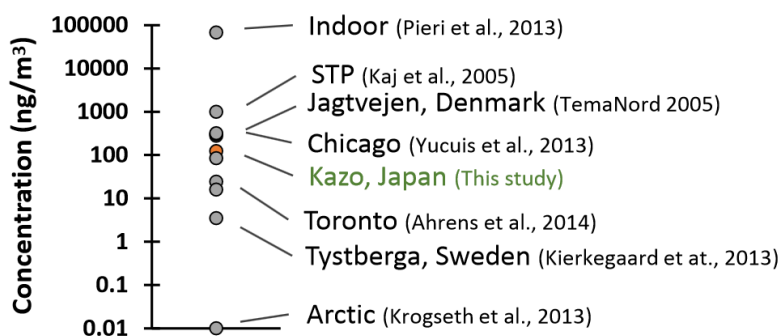 Concentration (ng/m³)
100000
10000
1000
100
10
1
0.1
0.01
Indoor (Pieri et al., 2013)
STP (Kaj et al., 2005)
Jagtvejen, Denmark (TemaNord 2005)
Chicago (Yucuis et al., 2013)
Kazo, Japan (This study)
Toronto (Ahrens et al., 2014)
Tystberga, Sweden (Kierkegaard et at., 2013)
Arctic (Krogseth et al., 2013)